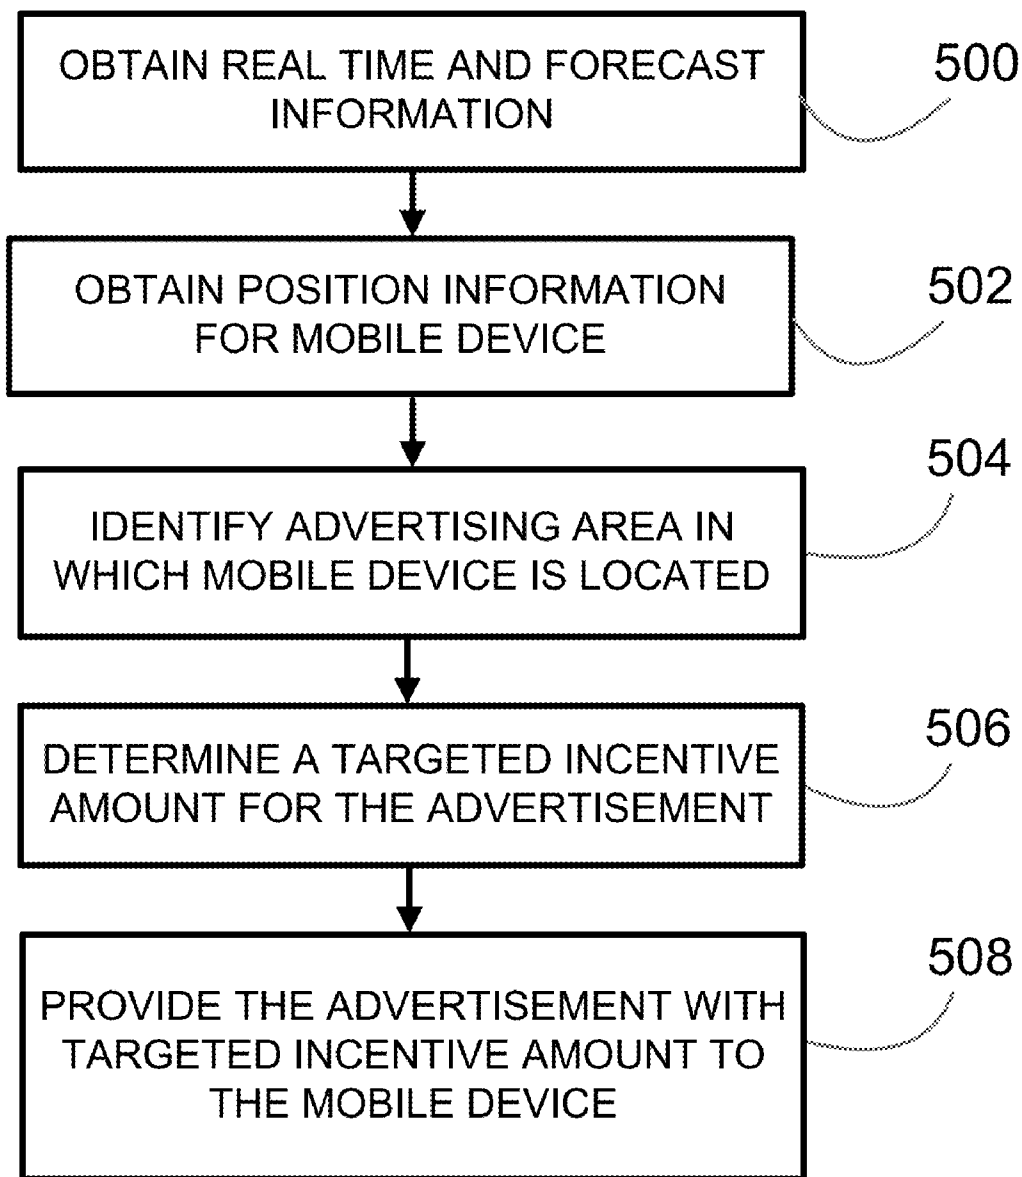 OBTAIN REAL TIME AND FORECAST
INFORMATION
500
OBTAIN POSITION INFORMATION
FOR MOBILE DEVICE
502
IDENTIFY ADVERTISING AREA IN
WHICH MOBILE DEVICE IS LOCATED
504
DETERMINE A TARGETED INCENTIVE
AMOUNT FOR THE ADVERTISEMENT
506
PROVIDE THE ADVERTISEMENT WITH
TARGETED INCENTIVE AMOUNT TO
THE MOBILE DEVICE
508